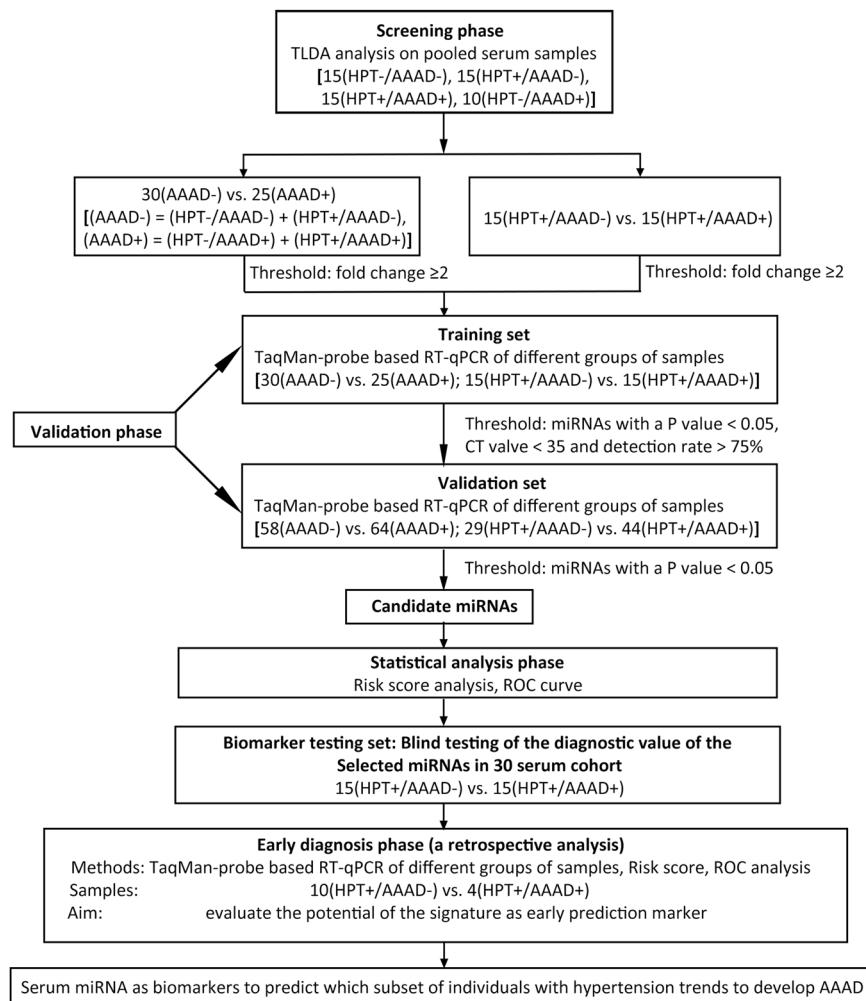 Screening phase
TLDA analysis on pooled serum samples
[15(HPT-/AAAD-), 15(HPT+/AAAD-),
15(HPT+/AAAD+), 10(HPT-/AAAD+)]
30(AAAD-) vs. 25(AAAD+)
[(AAAD-) = (HPT-/AAAD-) + (HPT+/AAAD-),
(AAAD+) = (HPT-/AAAD+) + (HPT+/AAAD+)]
15(HPT+/AAAD-) vs. 15(HPT+/AAAD+)
Threshold: fold change ≥2
Threshold: fold change ≥2
Training set
TaqMan-probe based RT-qPCR of different groups of samples
[30(AAAD-) vs. 25(AAAD+); 15(HPT+/AAAD-) vs. 15(HPT+/AAAD+)]
Validation phase
Threshold: miRNAs with a P value < 0.05,
CT valve < 35 and detection rate > 75%
Validation set
TaqMan-probe based RT-qPCR of different groups of samples
[58(AAAD-) vs. 64(AAAD+); 29(HPT+/AAAD-) vs. 44(HPT+/AAAD+)]
Threshold: miRNAs with a P value < 0.05
Candidate miRNAs
Statistical analysis phase
Risk score analysis, ROC curve
Biomarker testing set: Blind testing of the diagnostic value of the
Selected miRNAs in 30 serum cohort
15(HPT+/AAAD-) vs. 15(HPT+/AAAD+)
Early diagnosis phase (a retrospective analysis)
Methods: TaqMan-probe based RT-qPCR of different groups of samples, Risk score, ROC analysis
Samples: 10(HPT+/AAAD-) vs. 4(HPT+/AAAD+)
Aim: evaluate the potential of the signature as early prediction marker
Serum miRNA as biomarkers to predict which subset of individuals with hypertension trends to develop AAAD